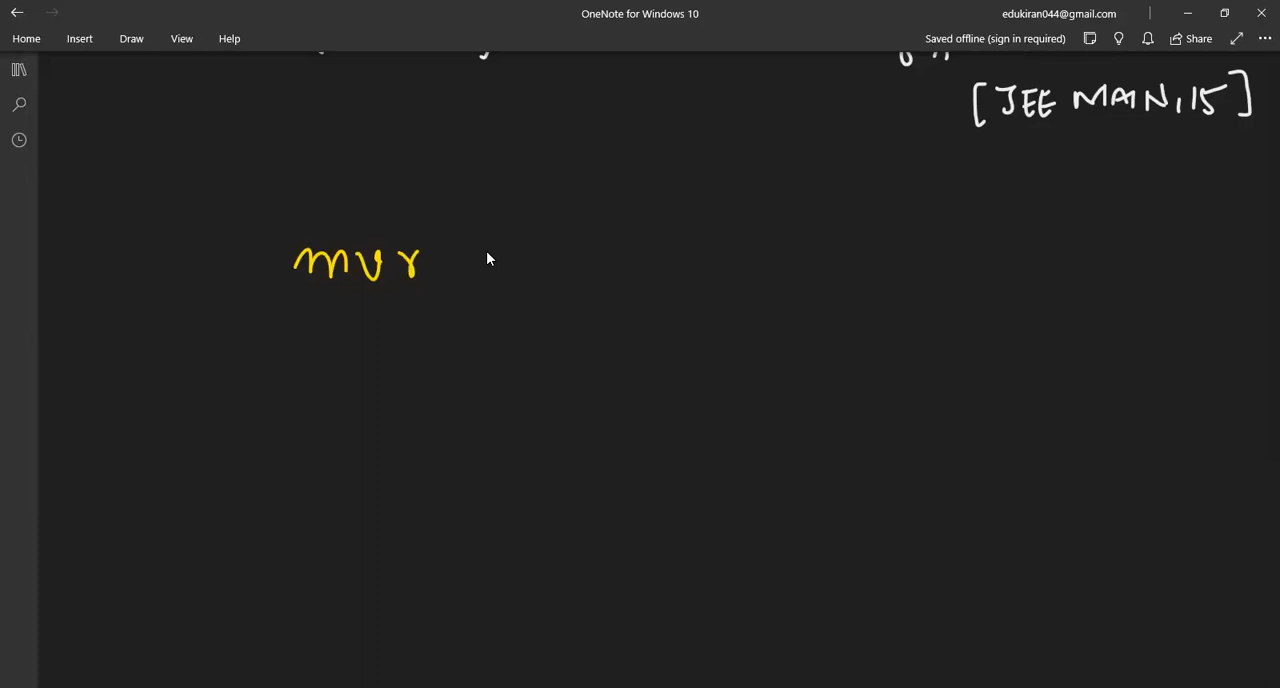 OneNote for Windows 10
edukiran044@gmail.com
Home Insert Draw View Help
Saved offline (sign in required)
Share
[JEE MAIN, 15]
mvr